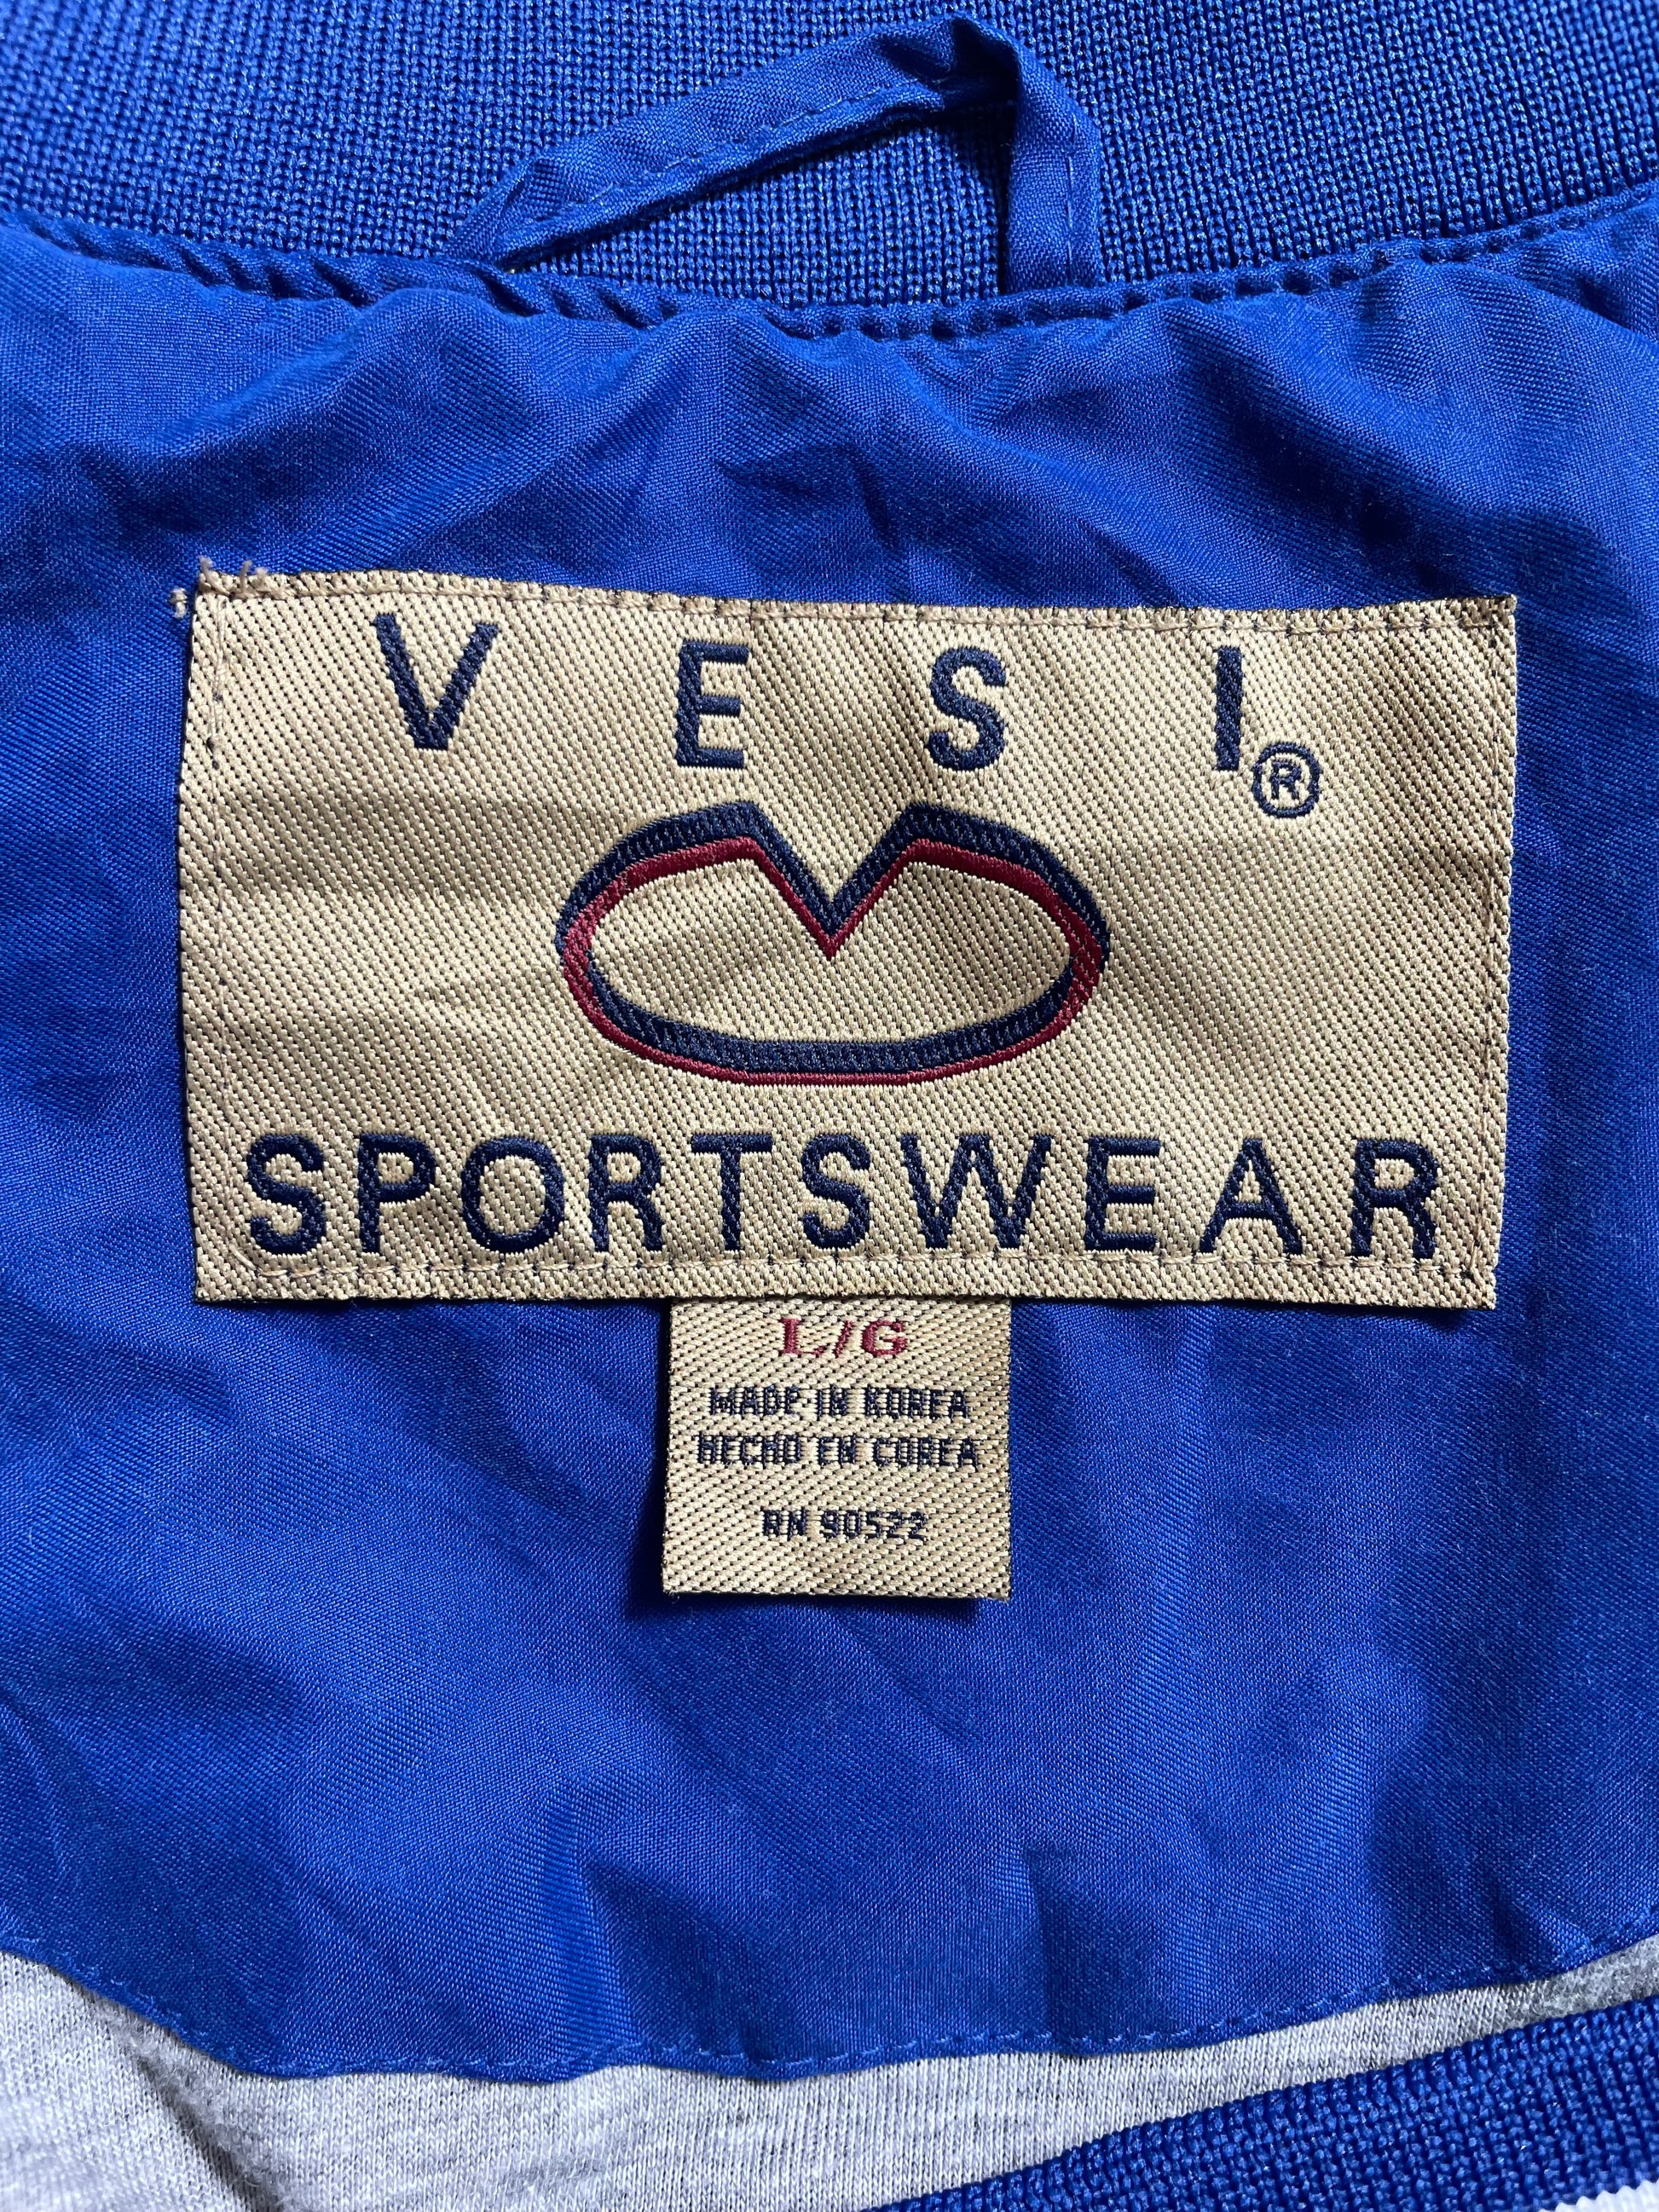 VESI®
SPORTSWEAR
L/G
MADE IN KOREA
HECHO EN COREA
RN 90522